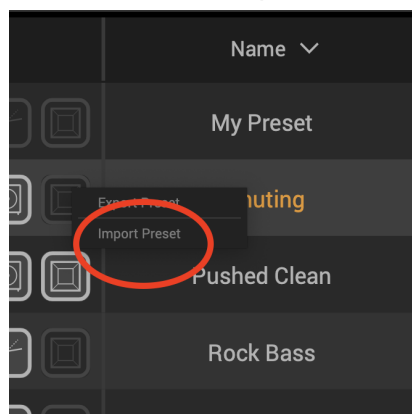 Name
My Preset
Export Preset
Import Preset
Pushed Clean
Rock Bass